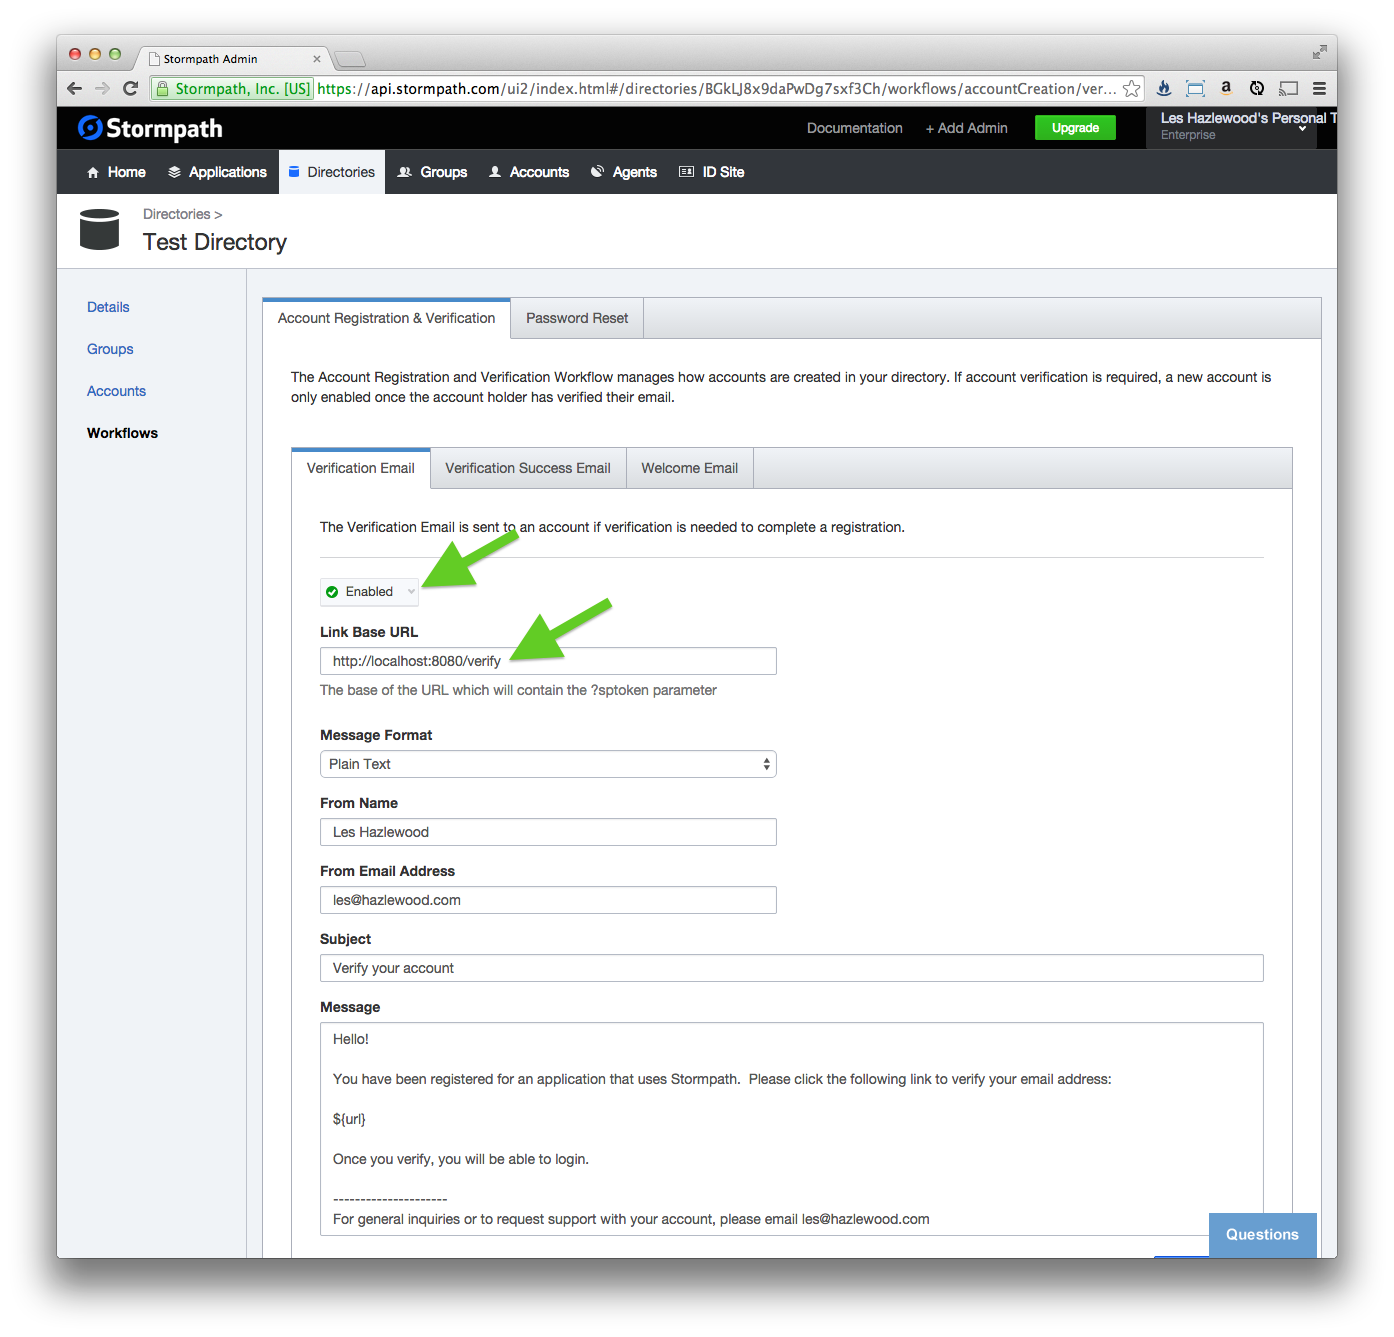 Stormpath Admin
Stormpath, Inc. [US] https://api.stormpath.com/ui2/index.html#/directories/BGkLJ8x9daPwDg7sxf3Ch/workflows/accountCreation/ver...
Stormpath
Documentation + Add Admin Upgrade Les Hazlewood's Personal T
Enterprise
Home Applications Directories Groups Accounts Agents ID Site
Directories >
Test Directory
Details
Groups
Accounts
Workflows
Account Registration & Verification Password Reset
The Account Registration and Verification Workflow manages how accounts are created in your directory. If account verification is required, a new account is
only enabled once the account holder has verified their email.
Verification Email Verification Success Email Welcome Email
The Verification Email is sent to an account if verification is needed to complete a registration.
Enabled
Link Base URL
http://localhost:8080/verify
The base of the URL which will contain the ?sptoken parameter
Message Format
Plain Text
From Name
Les Hazlewood
From Email Address
les@hazlewood.com
Subject
Verify your account
Message
Hello!
You have been registered for an application that uses Stormpath.  Please click the following link to verify your email address:
${url}
Once you verify, you will be able to login.
---------------------
For general inquiries or to request support with your account, please email les@hazlewood.com
Questions